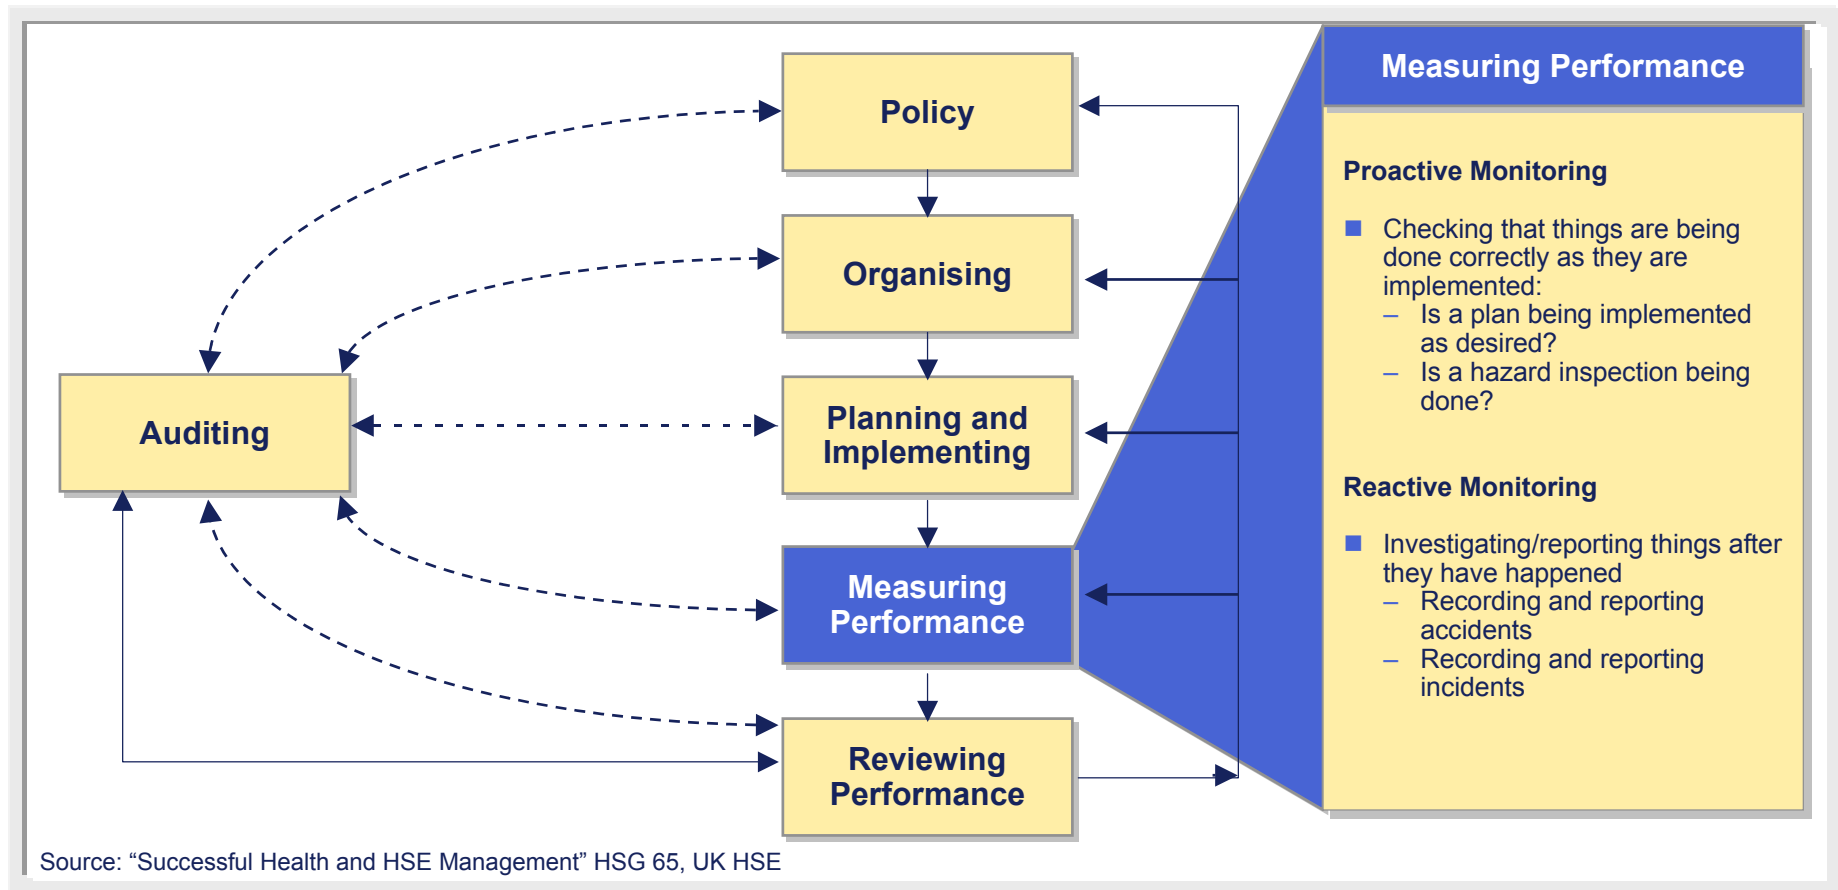 Policy
Organising
Auditing
Planning and
Implementing
Measuring
Performance
Reviewing
Performance
Source: “Successful Health and HSE Management” HSG 65, UK HSE
Measuring Performance
Proactive Monitoring
■ Checking that things are being
done correctly as they are
implemented:
– Is a plan being implemented
as desired?
– Is a hazard inspection being
done?
Reactive Monitoring
■ Investigating/reporting things after
they have happened
– Recording and reporting
accidents
– Recording and reporting
incidents